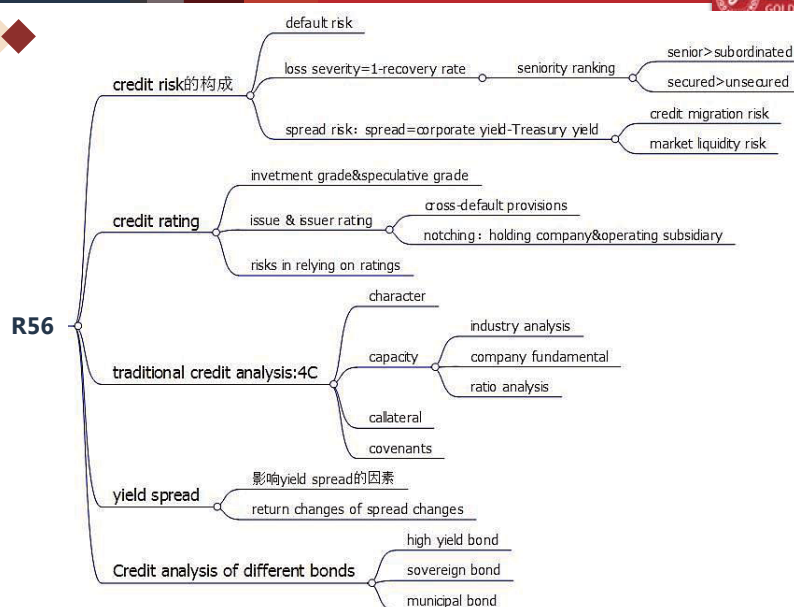 GOLD
default risk
loss severity=1-recovery rate
seniority ranking
senior>subordinated
secured>unsecured
credit risk的构成
spread risk：spread=corporate yield-Treasury yield
credit migration risk
market liquidity risk
invetment grade&speculative grade
credit rating
issue & issuer rating
cross-default provisions
notching：holding company&operating subsidiary
risks in relying on ratings
R56
character
traditional credit analysis:4C
capacity
industry analysis
company fundamental
ratio analysis
callateral
covenants
yield spread
影响yield spread的因素
return changes of spread changes
Credit analysis of different bonds
high yield bond
sovereign bond
municipal bond